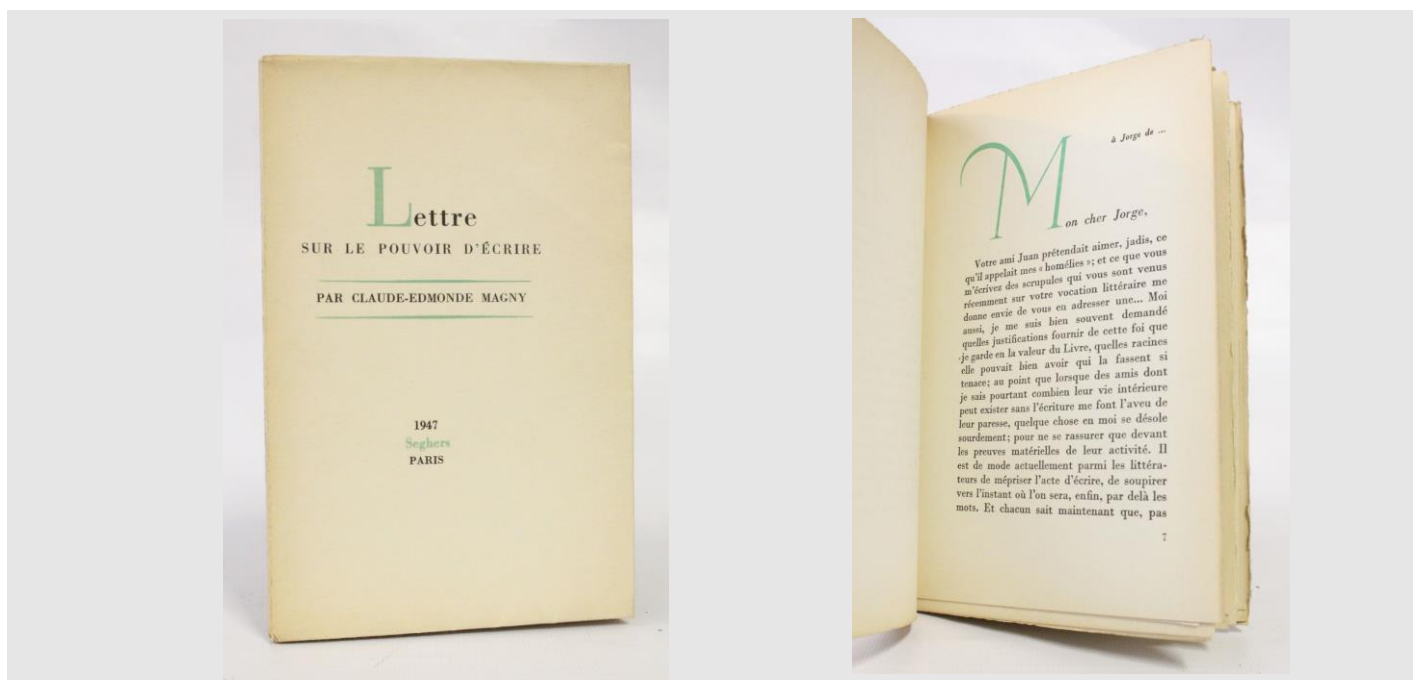 Lettre
SUR LE POUVOIR D'ÉCRIRE
PAR CLAUDE-EDMONDE MAGNY
1947
Seghers
PARIS
à Jorge de ...
Mon cher Jorge,
Votre ami Juan prétendait aimer, jadis, ce
qu'il appelait mes « homélies »; et ce que vous
m'écrivez des scrupules qui vous sont venus
récemment sur votre vocation littéraire me
donne envie de vous en adresser une... Moi
aussi, je me suis bien souvent demandé
quelles justifications fournir de cette foi que
je garde en la valeur du Livre, quelles racines
elle pouvait bien avoir qui la fassent si
tenace; au point que lorsque des amis dont
je sais pourtant combien leur vie intérieure
peut exister sans l'écriture me font l'aveu de
leur paresse, quelque chose en moi se désole
sourdement; pour ne se rassurer que devant
les preuves matérielles de leur activité. Il
est de mode actuellement parmi les littéra-
teurs de mépriser l'acte d'écrire, de soupirer
vers l'instant où l'on sera, enfin, par delà les
mots. Et chacun sait maintenant que, pas
7